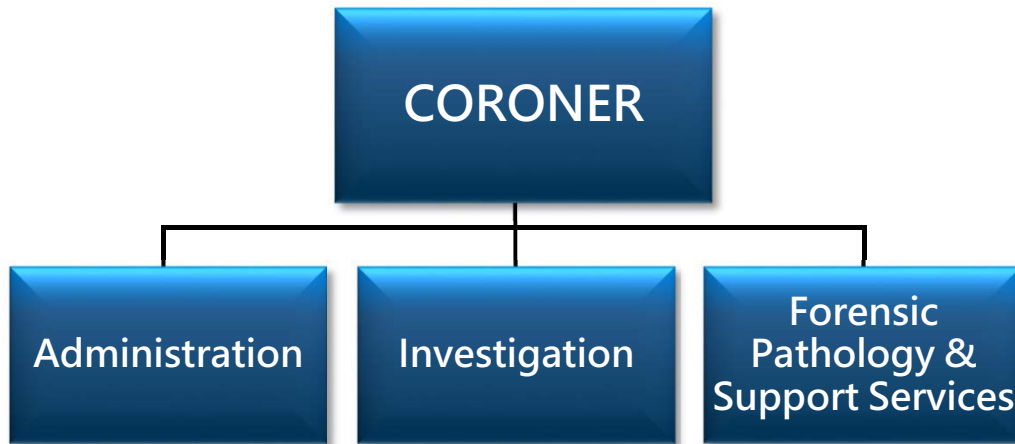 CORONER
Administration
Investigation
Forensic
Pathology &
Support Services